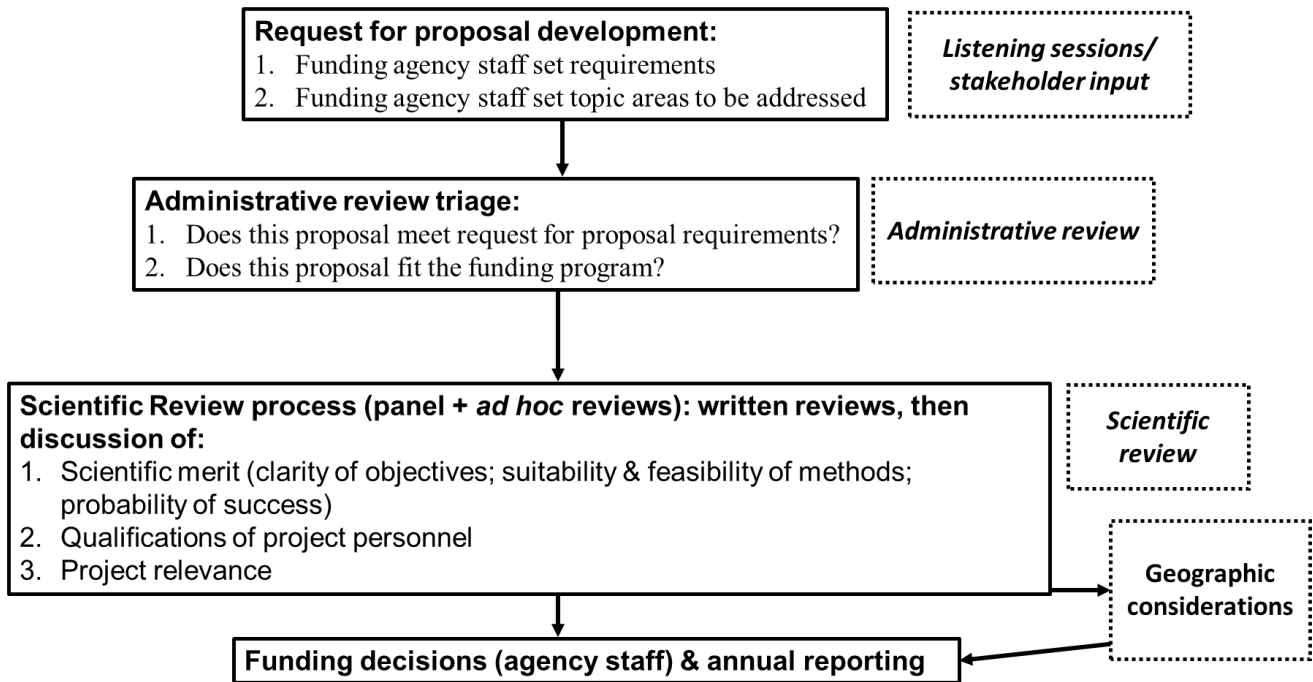 Request for proposal development:
1. Funding agency staff set requirements
2. Funding agency staff set topic areas to be addressed
Listening sessions/
stakeholder input
Administrative review triage:
1. Does this proposal meet request for proposal requirements?
2. Does this proposal fit the funding program?
Administrative review
Scientific Review process (panel + ad hoc reviews): written reviews, then
discussion of:
1. Scientific merit (clarity of objectives; suitability & feasibility of methods;
probability of success)
2. Qualifications of project personnel
3. Project relevance
Scientific
review
Geographic
considerations
Funding decisions (agency staff) & annual reporting